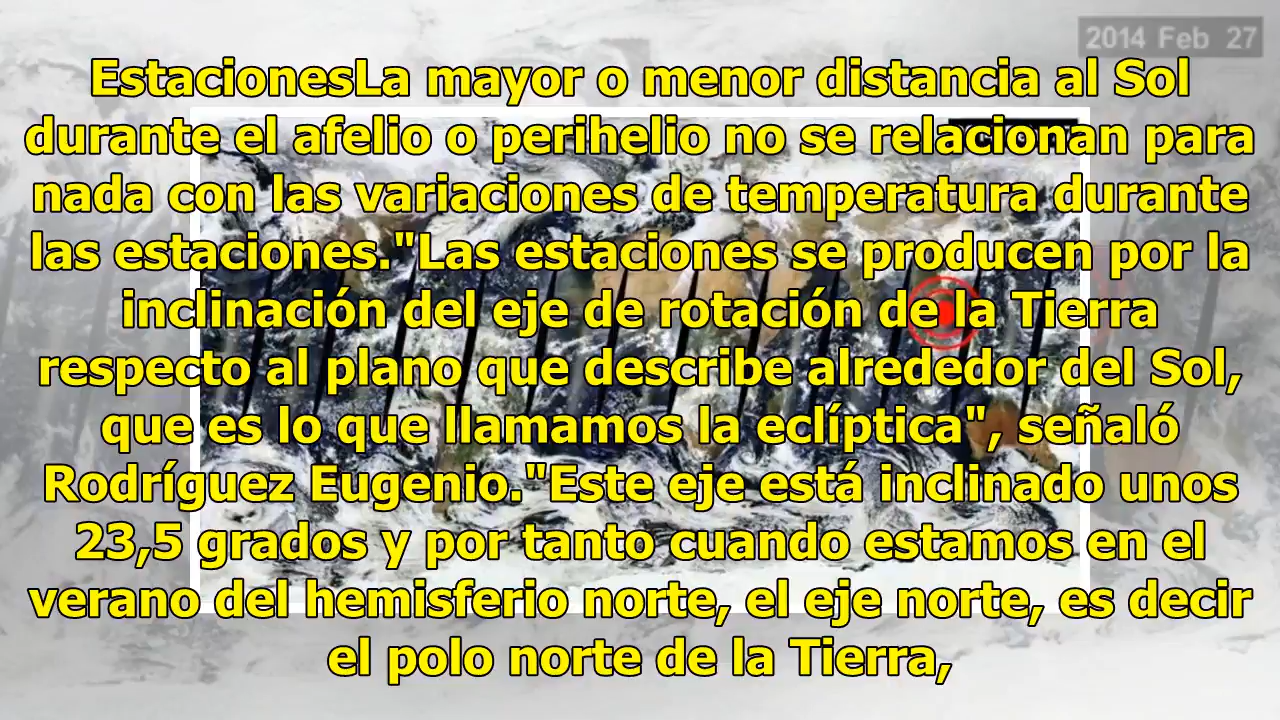 2014 Feb 27
EstacionesLa mayor o menor distancia al Sol
durante el afelio o perihelio no se relacionan para
nada con las variaciones de temperatura durante
las estaciones."Las estaciones se producen por la
inclinación del eje de rotación de la Tierra
respecto al plano que describe alrededor del Sol,
que es lo que llamamos la eclíptica", señaló
Rodríguez Eugenio."Este eje está inclinado unos
23,5 grados y por tanto cuando estamos en el
verano del hemisferio norte, el eje norte, es decir
el polo norte de la Tierra,